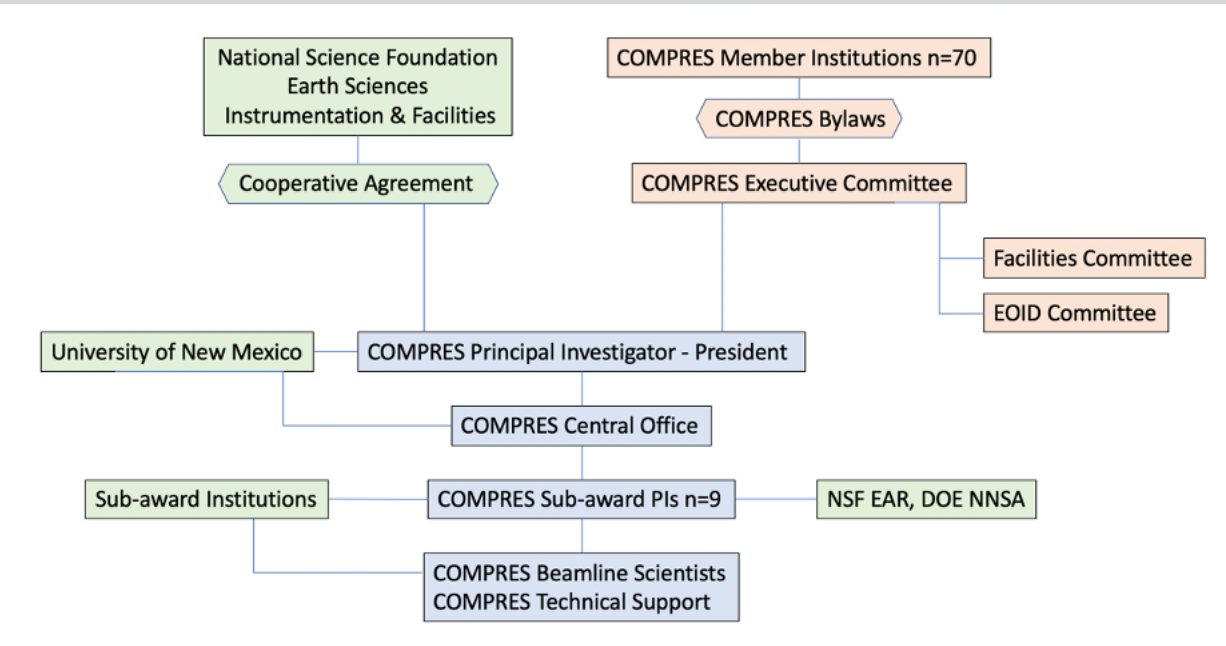 National Science Foundation
Earth Sciences
Instrumentation & Facilities
COMPRES Member Institutions n=70
COMPRES Bylaws
Cooperative Agreement
COMPRES Executive Committee
Facilities Committee
EOID Committee
University of New Mexico
COMPRES Principal Investigator - President
COMPRES Central Office
Sub-award Institutions
COMPRES Sub-award PIs n=9
NSF EAR, DOE NNSA
COMPRES Beamline Scientists
COMPRES Technical Support